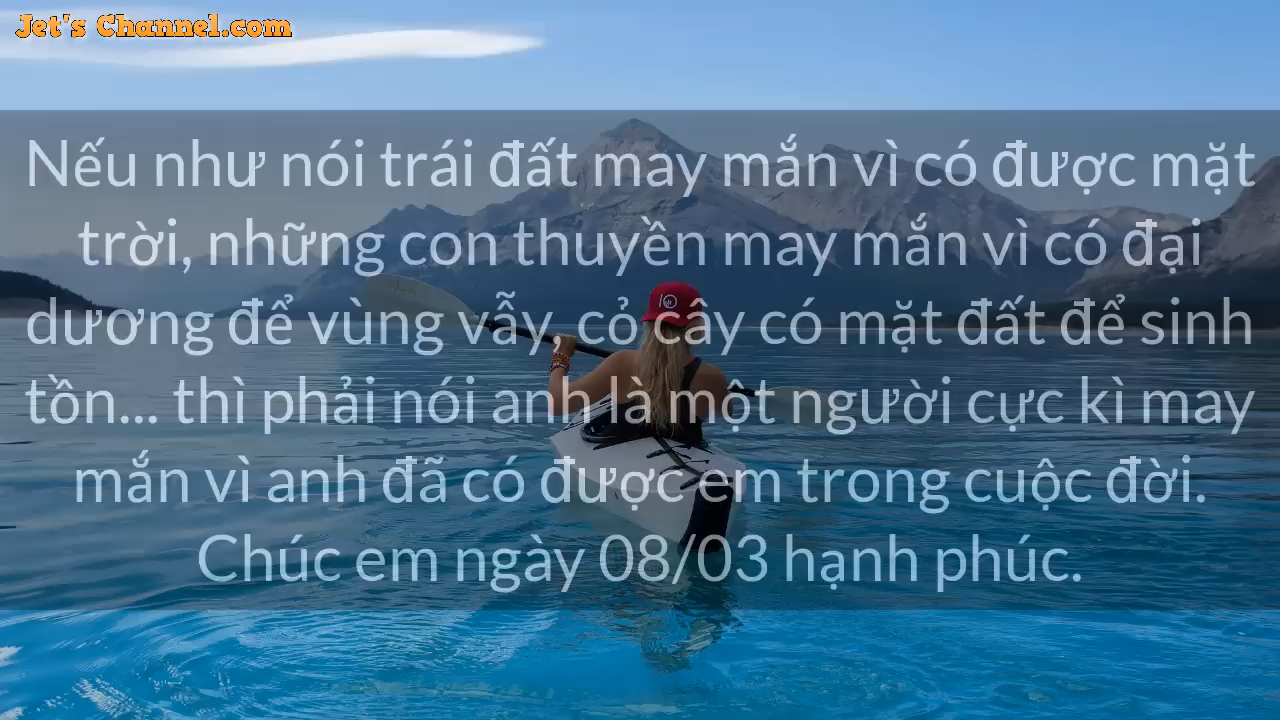 Jet's Channel.com
Nếu như nói trái đất may mắn vì có được mặt
trời, những con thuyền may mắn vì có đại
dương để vùng vẫy, cỏ cây có mặt đất để sinh
tồn... thì phải nói anh là một người cực kì may
mắn vì anh đã có được em trong cuộc đời.
Chúc em ngày 08/03 hạnh phúc.